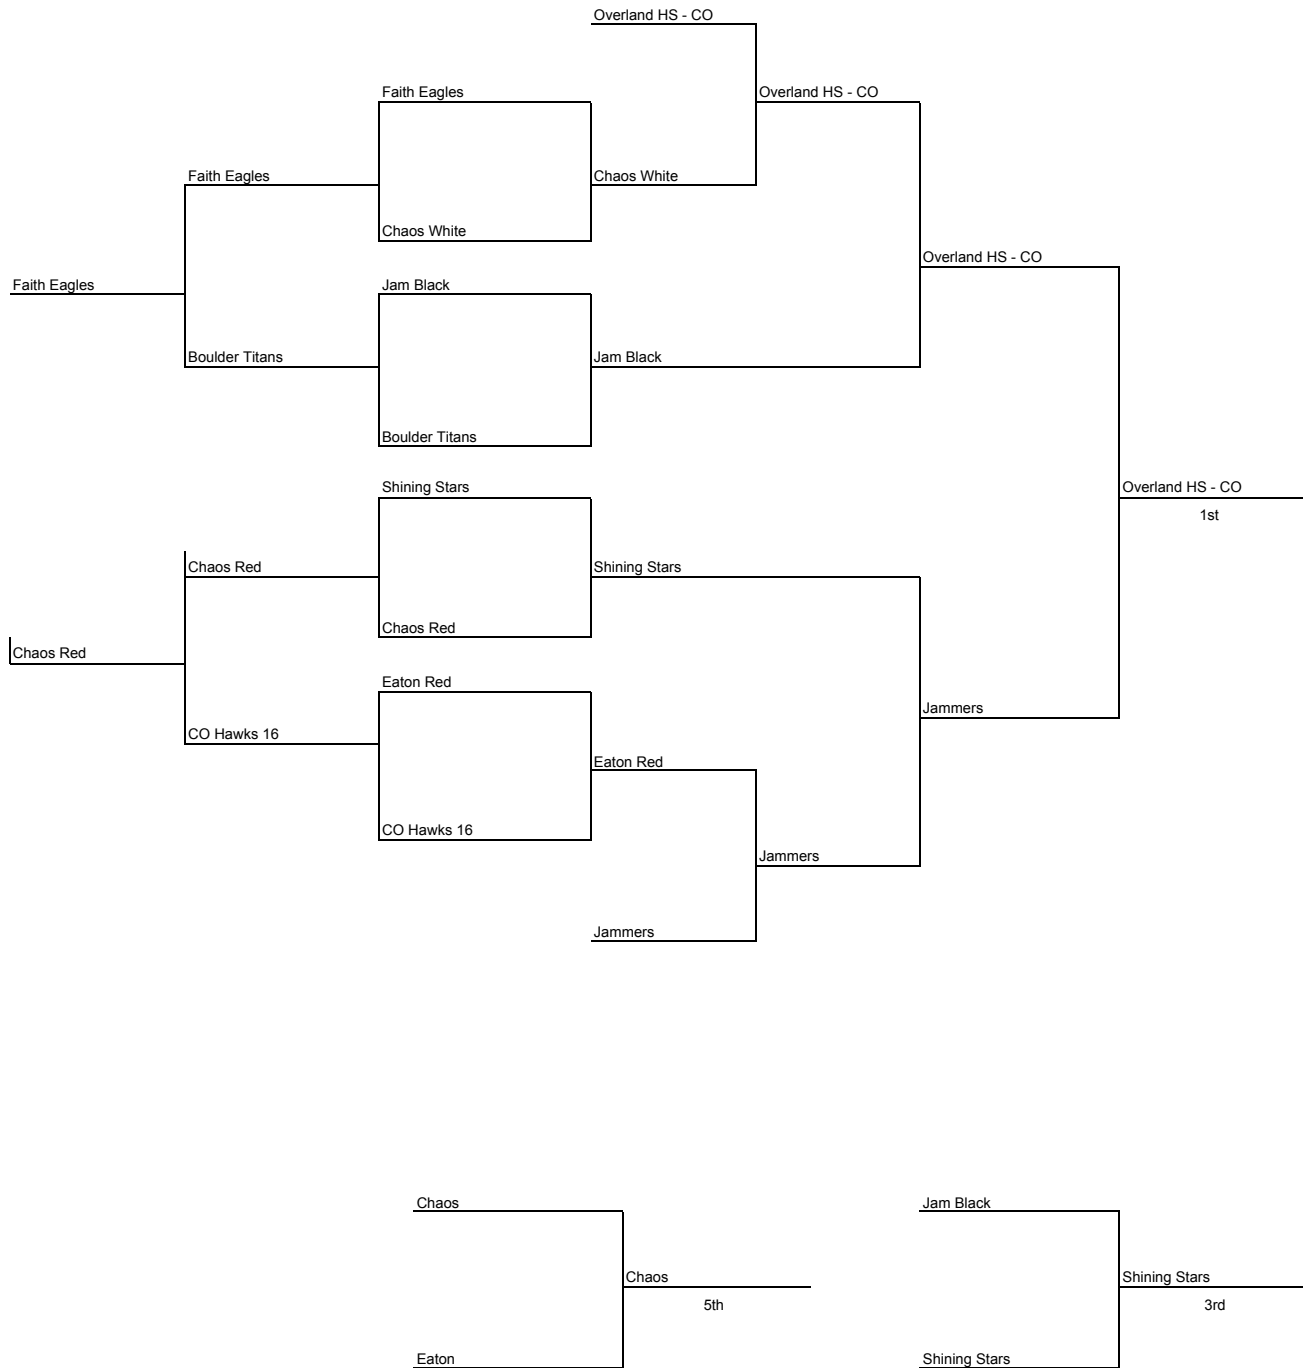 Overland HS - CO
Faith Eagles
Overland HS - CO
Faith Eagles
Chaos White
Chaos White
Overland HS - CO
Faith Eagles
Jam Black
Boulder Titans
Jam Black
Boulder Titans
Shining Stars
Overland HS - CO
1st
Chaos Red
Shining Stars
Chaos Red
Chaos Red
Eaton Red
Jammers
CO Hawks 16
Eaton Red
CO Hawks 16
Jammers
Jammers
Chaos
Jam Black
Chaos
Shining Stars
5th
3rd
Eaton
Shining Stars